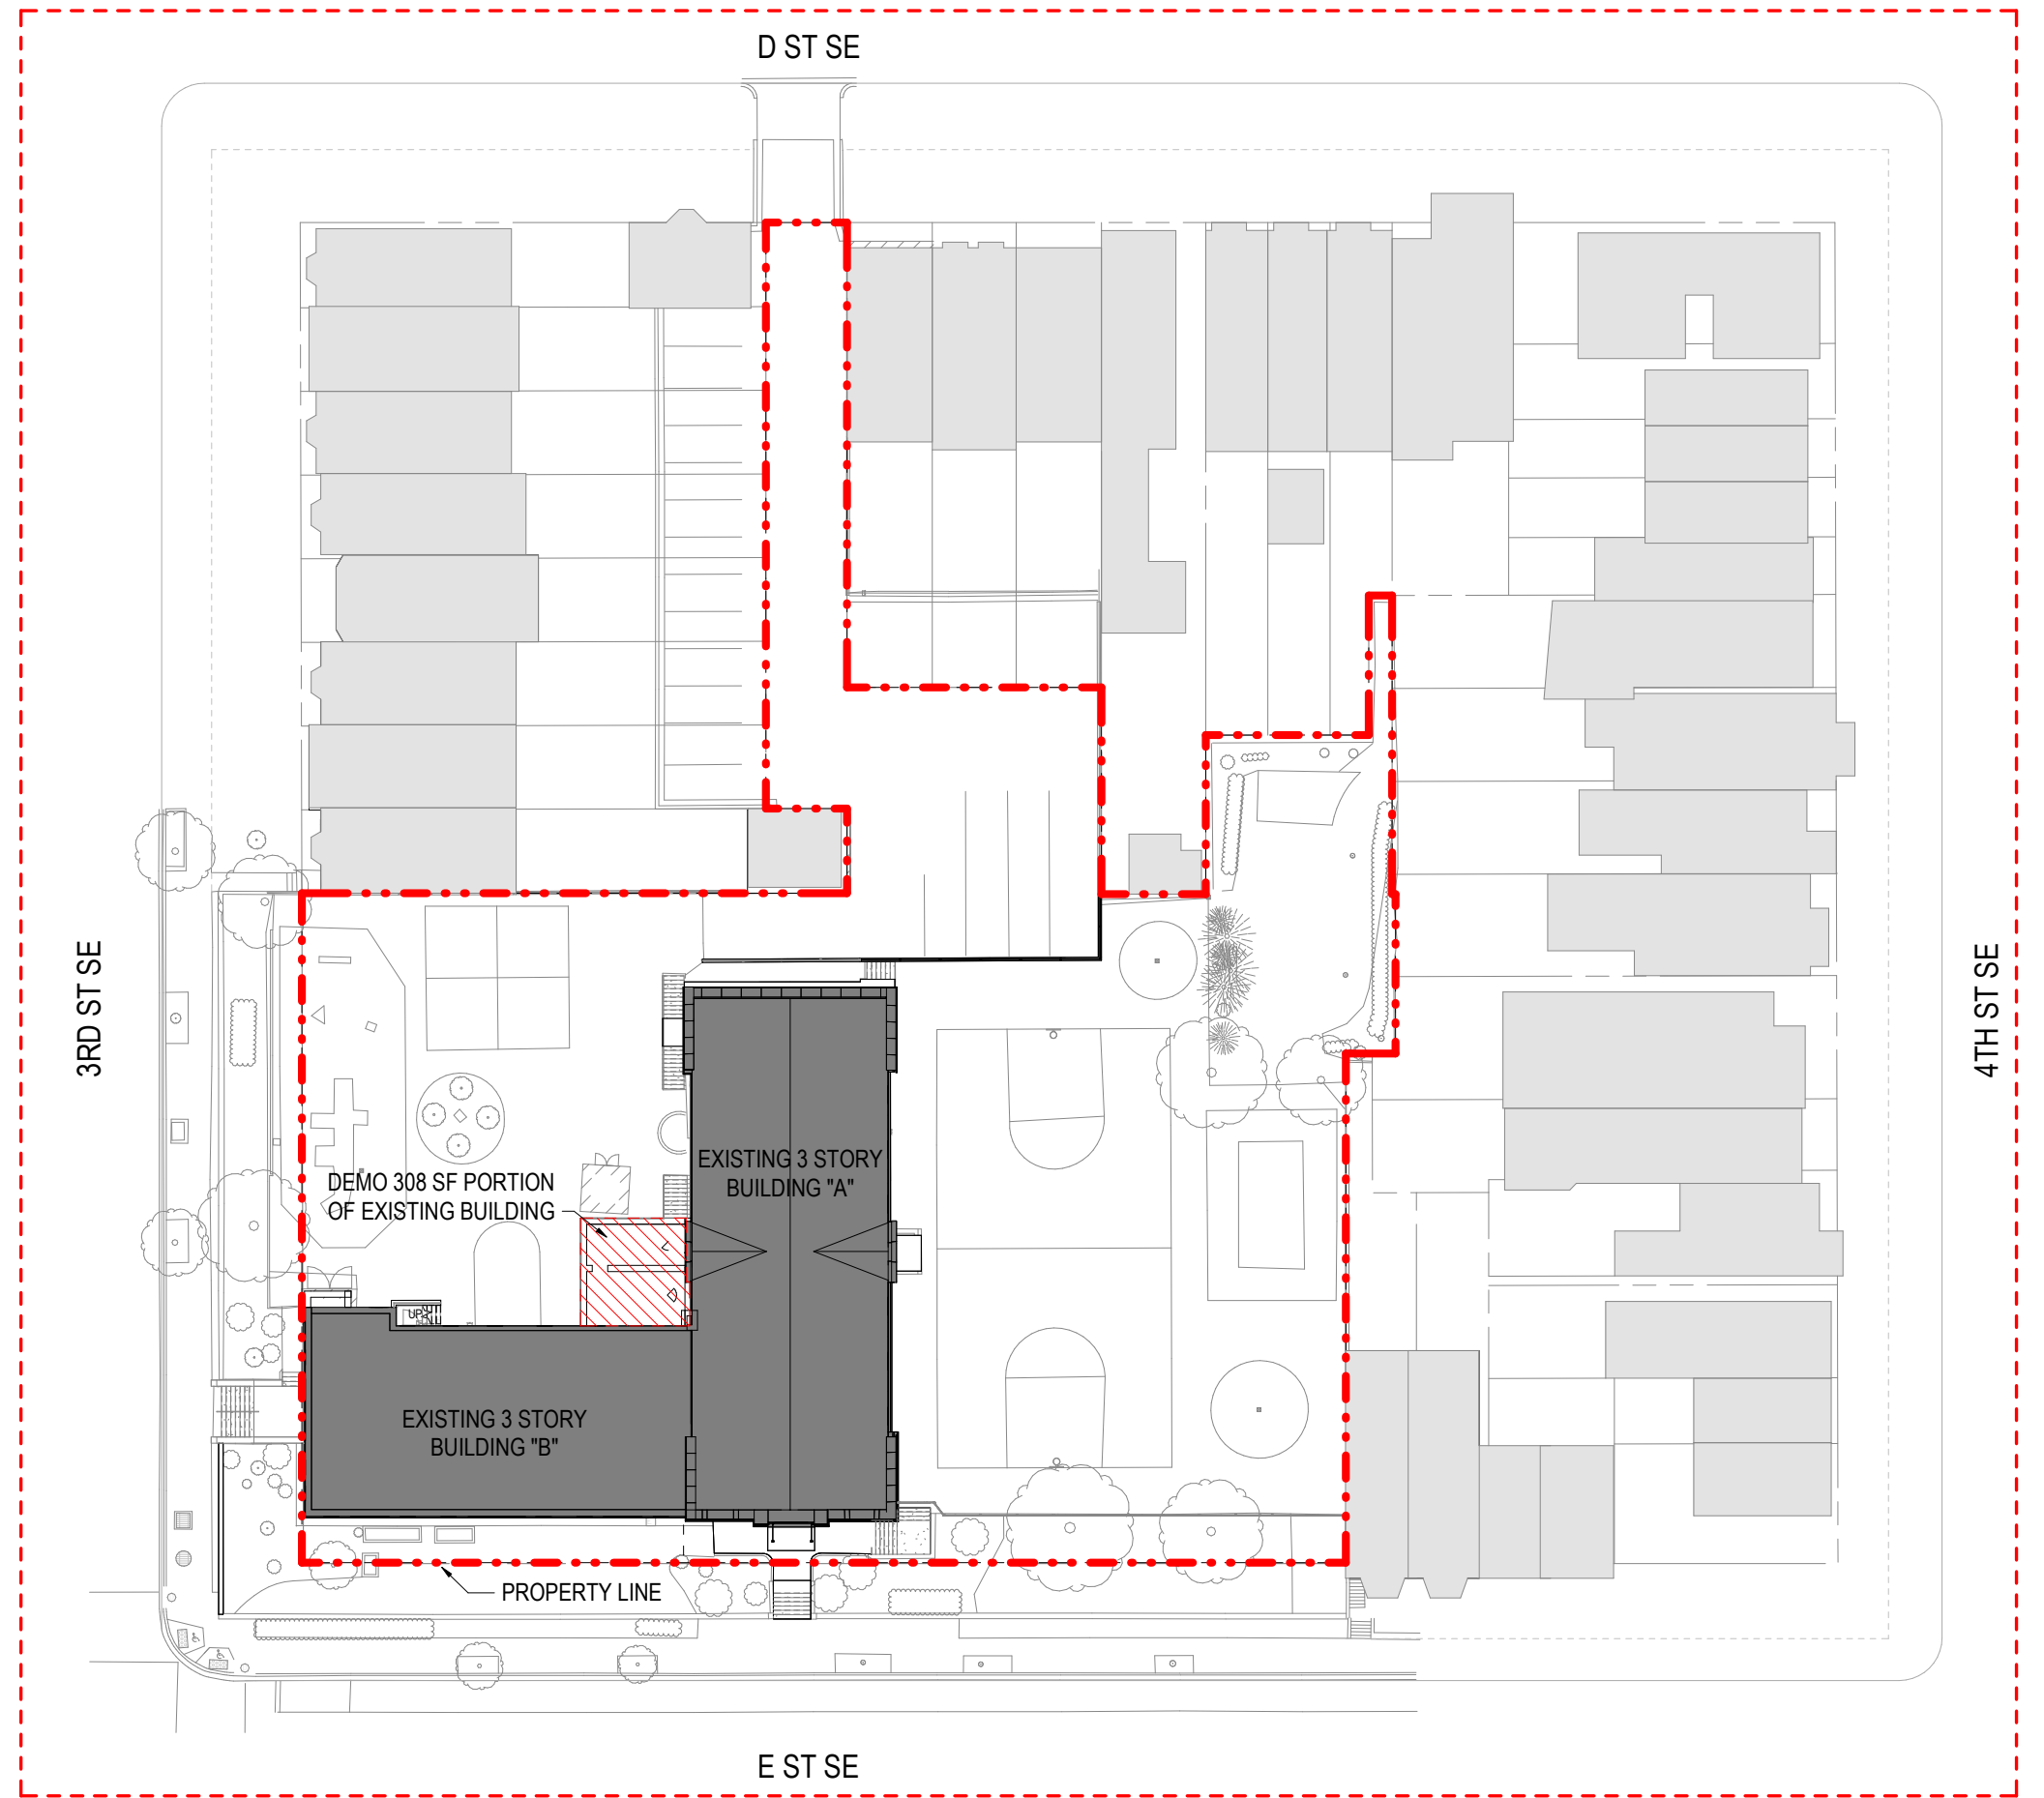 D ST SE
3RD ST SE
4TH ST SE
EXISTING 3 STORY
BUILDING "A"
DEMO 308 SF PORTION
OF EXISTING BUILDING
UP
EXISTING 3 STORY
BUILDING "B"
PROPERTY LINE
E ST SE